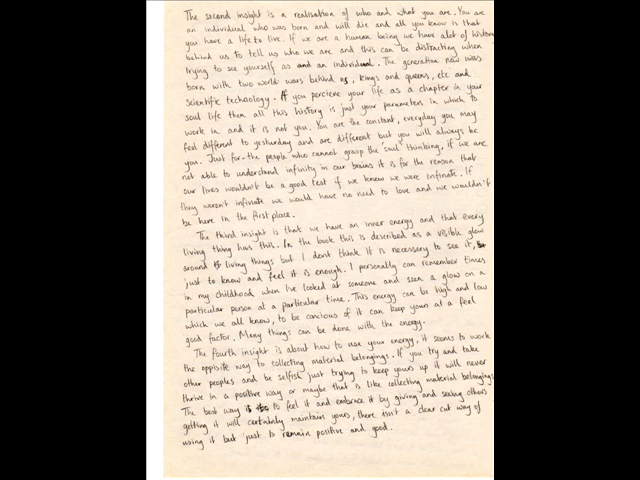 The second insight is a realisation of who and what you are. You are
an individual who was born and will die and all you know is that
you have a life to live. If we are a human being we have alot of history
behind us to tell us who we are and this can be distracting when
trying to see yourself as and an individual. The generation now was
born with two world wars behind us, kings and queens, etc and
scientific technology. If you percieve your life as a chapter in your
soul life then all this history is just your parameters in which to
work in and it is not you. You are the constant, everyday you may
feel different to yesturday and are different but you will always be
you. Just for the people who cannot grasp the 'soul' thinking, if we are
not able to understand infinity in our brains it is for the reason that
our lives wouldn't be a good test if we knew we were infinate. If
they weren't infinate we would have no need to love and we wouldn't
be here in the first place.
The third insight is that we have an inner energy and that every
living thing has this. In the book this is described as a visible glow
around living things but I dont think it is necessary to see it,
just to know and feel it is enough. I personally can remember times
in my childhood when I've looked at someone and seen a glow on a
particular person at a particular time. This energy can be high and low
which we all know, to be concious of it can keep yours at a feel
good factor. Many things can be done with the energy.
The fourth insight is about how to use your energy, it seems to work
the opposite way to collecting material belongings. If you try and take
other peoples and be selfish just trying to keep yours up it will never
thrive in a positive way or maybe that is like collecting material belongings
The best way is to feel it and embrace it by giving and seeing others
getting it will certainly maintain yours, there isn't a clear cut way of
using it but just to remain positive and good.